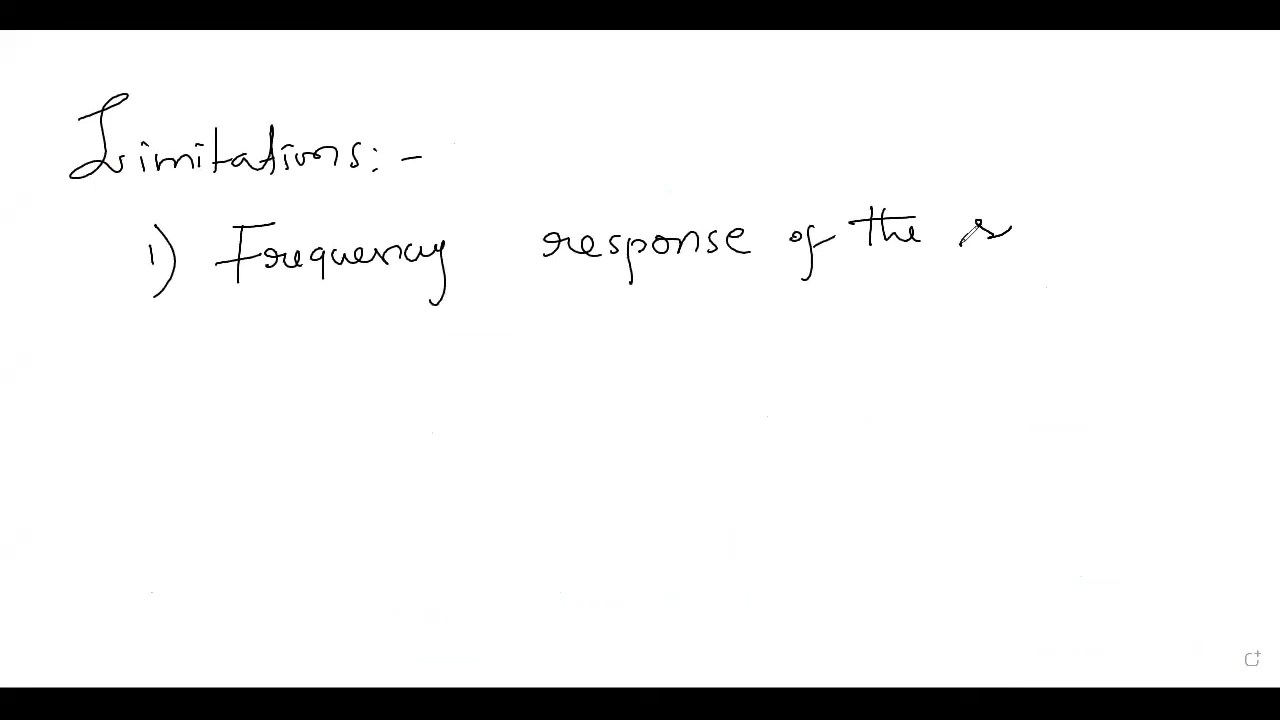 Limitations:-
1) Frequency response of the s